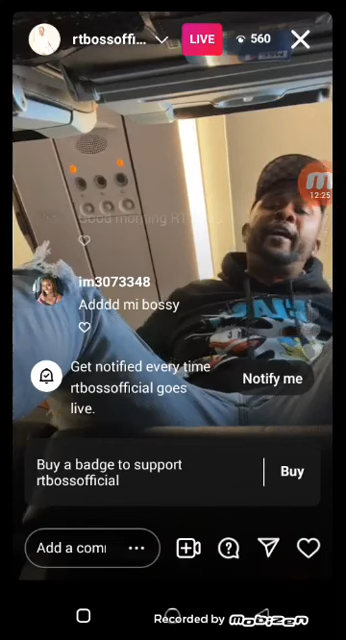 rtbossoffi...
LIVE
560
12:25
Good morning RT
im3073348
Adddd mi bossy
Get notified every time
rtbossofficial goes
live.
Notify me
Buy a badge to support
rtbossofficial
Buy
Add a com
Recorded by mobizen